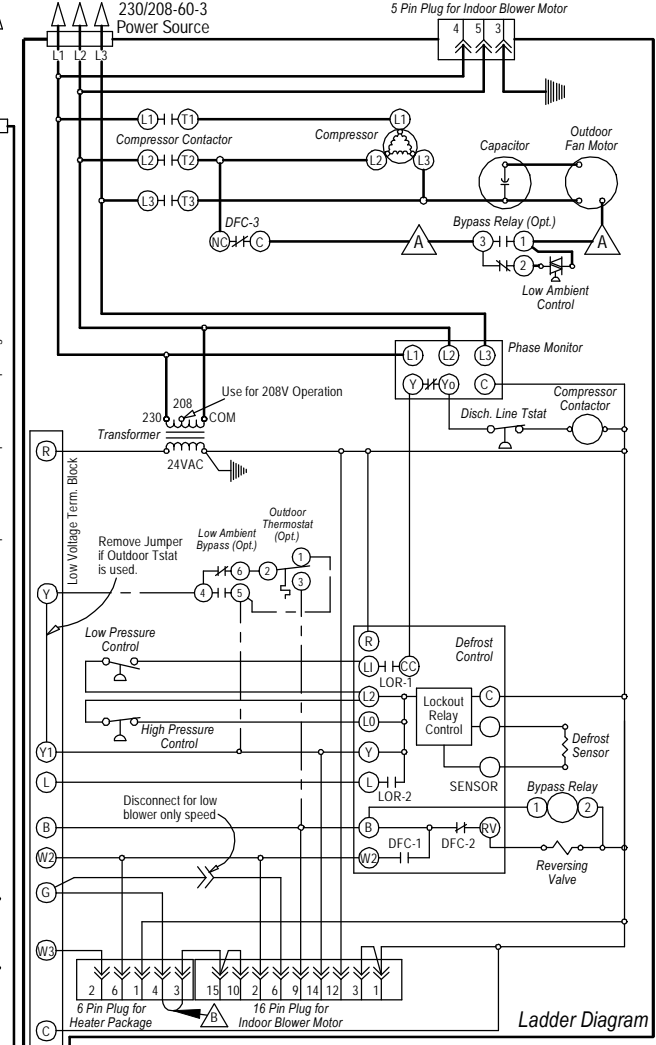 230/208-60-3
Power Source
5 Pin Plug for Indoor Blower Motor
4 5 3
L1 L2 L3
L1 T1
L1
Compressor Contactor
Compressor
Capacitor
Outdoor
Fan Motor
L2 T2
L2 L3
L3 T3
DFC-3
Bypass Relay (Opt.)
NC C
A
3 1
A
2
Low Ambient
Control
L1 L2 L3
Phase Monitor
Y Yo C
Use for 208V Operation
208
230 COM
Transformer
24VAC
Disch. Line Tstat
Compressor
Contactor
R
Low Voltage Term. Block
Remove Jumper
if Outdoor Tstat
is used.
Low Ambient
Bypass (Opt.)
Outdoor
Thermostat
(Opt.)
1
6 2
3
Y
4 5
Low Pressure
Control
R
Defrost
Control
LI CC
LOR-1
L2
Lockout
Relay
Control
C
High Pressure
Control
L0
Defrost
Sensor
Y1
Y
L
L
LOR-2
SENSOR
Disconnect for low
blower only speed
Bypass Relay
1 2
B
B
DFC-1 DFC-2
RV
W2
W2
Reversing
Valve
G
W3
2 6 1 4 3 15 10 2 6 9 14 12 3 1
6 Pin Plug for
Heater Package
B
16 Pin Plug for
Indoor Blower Motor
Ladder Diagram
C